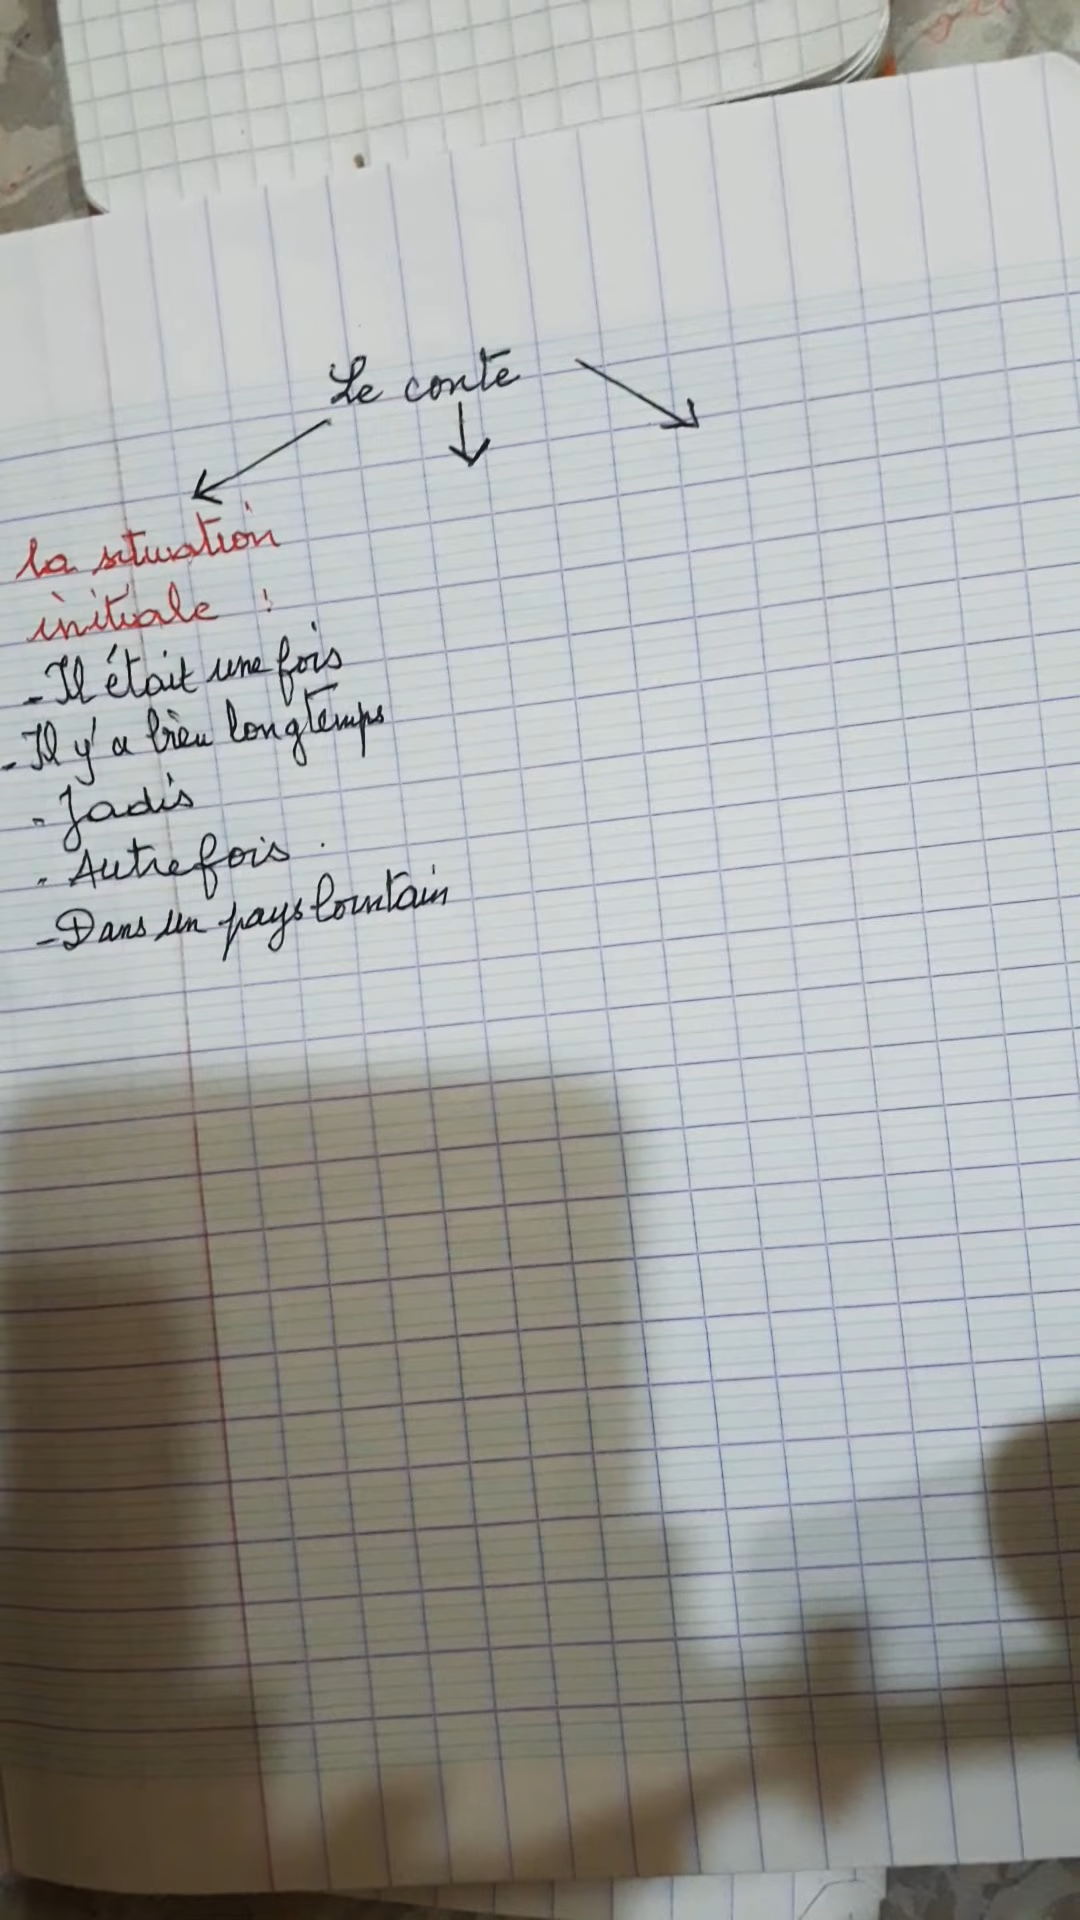 Le conte
la situation
initiale :
- Il était une fois
- Il y'a bien longtemps
- Jadis
- Autrefois.
- Dans un pays lointain